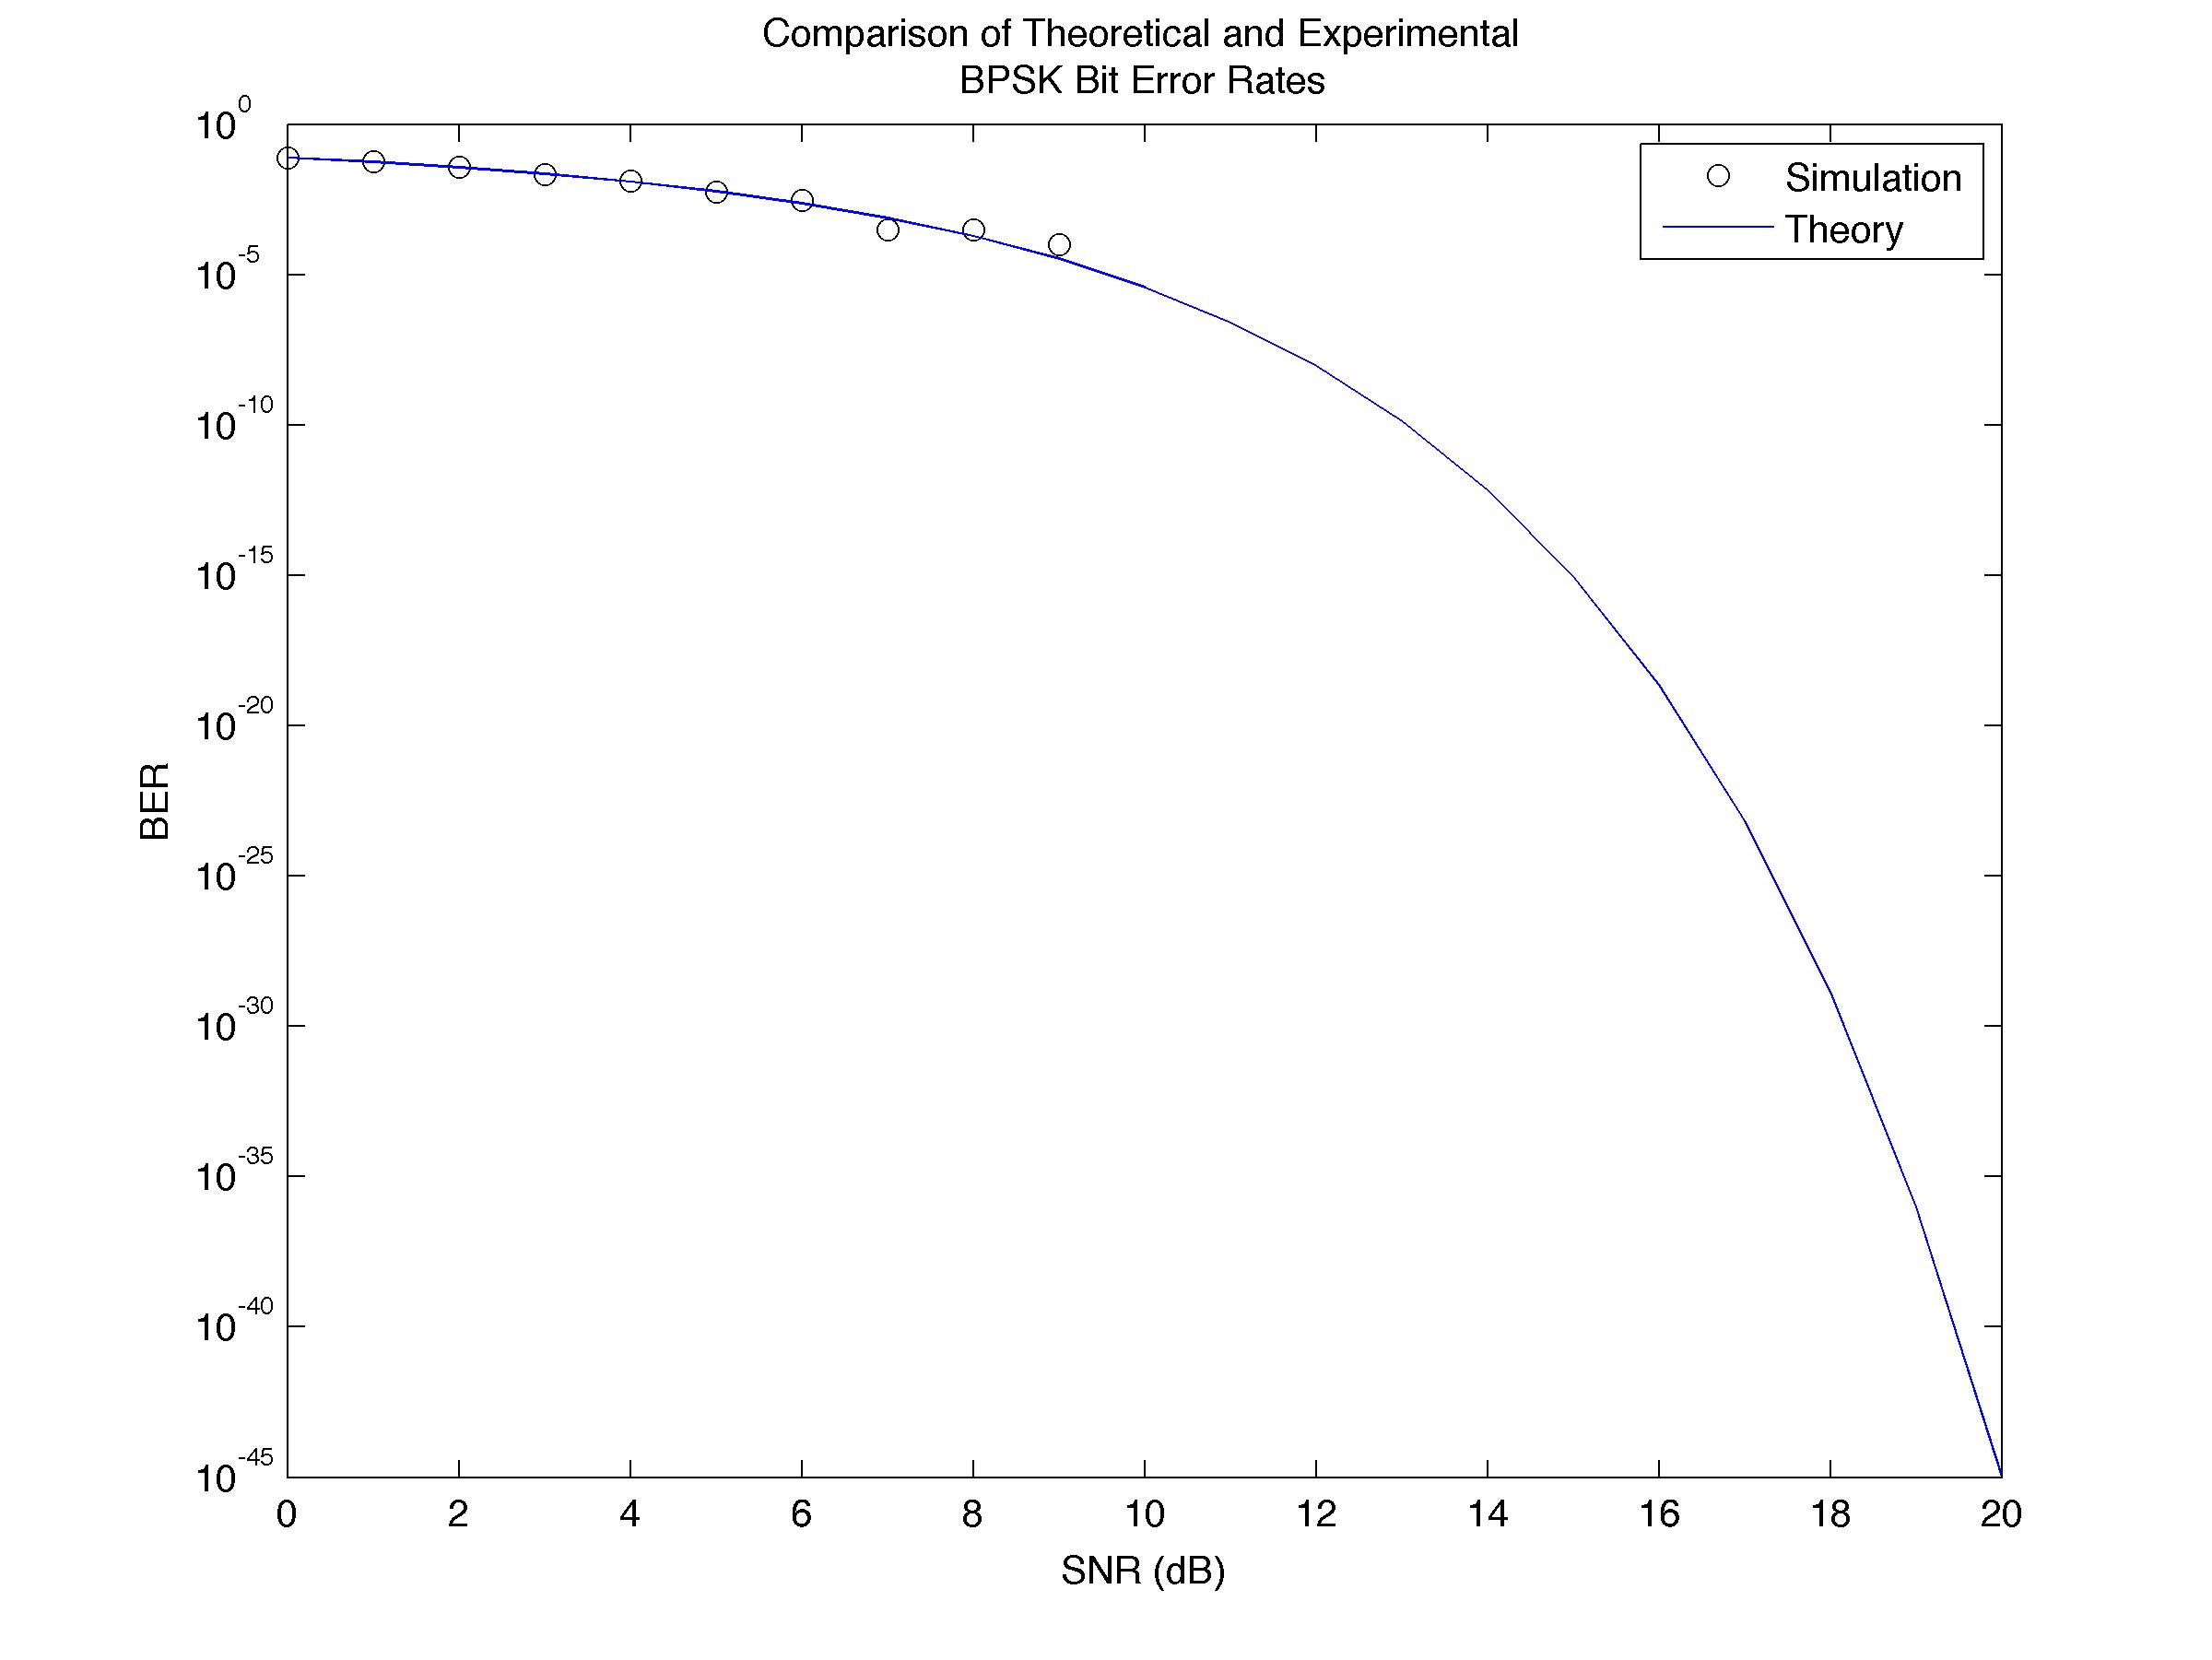 Comparison of Theoretical and Experimental
BPSK Bit Error Rates
10^0
10^-5
10^-10
10^-15
10^-20
10^-25
10^-30
10^-35
10^-40
10^-45
BER
Simulation
Theory
0 2 4 6 8 10 12 14 16 18 20
SNR (dB)